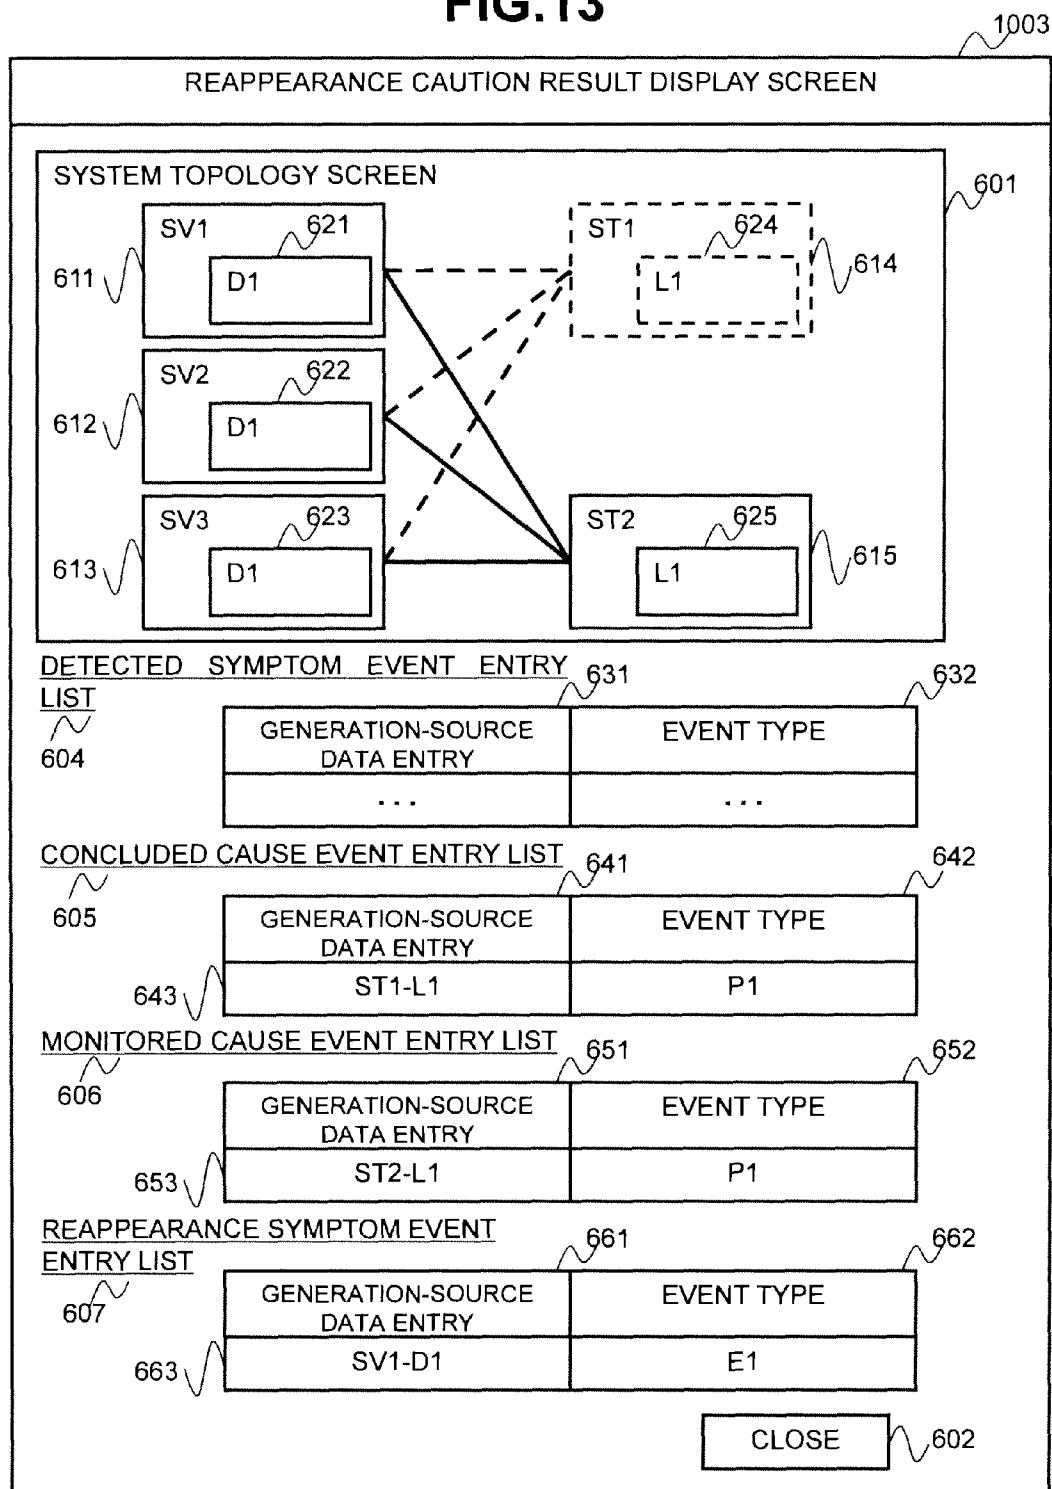 FIG.13
1003
REAPPEARANCE CAUTION RESULT DISPLAY SCREEN
SYSTEM TOPOLOGY SCREEN
601
SV1
621
D1
611
ST1
624
L1
614
SV2
622
D1
612
SV3
623
D1
613
ST2
625
L1
615
DETECTED SYMPTOM EVENT ENTRY
LIST
604
631
632
GENERATION-SOURCE
DATA ENTRY
EVENT TYPE
...
...
CONCLUDED CAUSE EVENT ENTRY LIST
605
641
642
GENERATION-SOURCE
DATA ENTRY
EVENT TYPE
643
ST1-L1
P1
MONITORED CAUSE EVENT ENTRY LIST
606
651
652
GENERATION-SOURCE
DATA ENTRY
EVENT TYPE
653
ST2-L1
P1
REAPPEARANCE SYMPTOM EVENT
ENTRY LIST
607
661
662
GENERATION-SOURCE
DATA ENTRY
EVENT TYPE
663
SV1-D1
E1
CLOSE
602